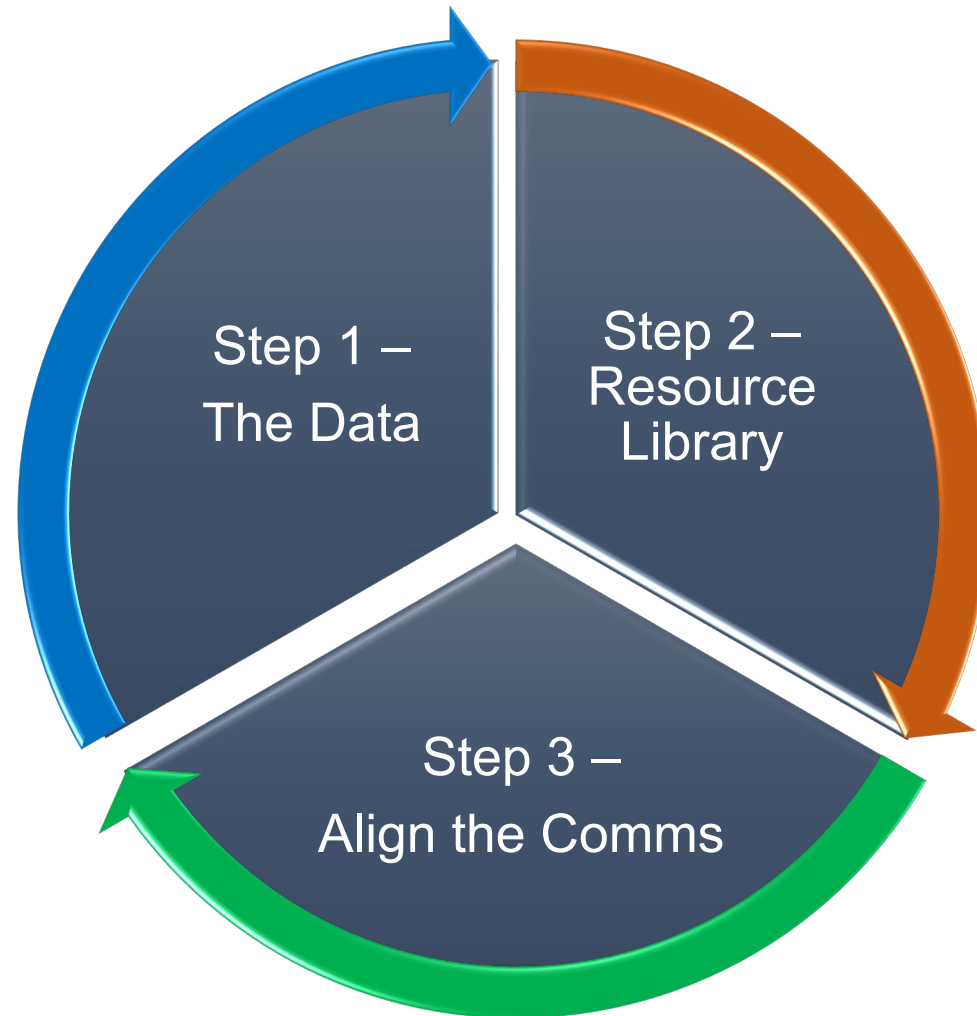 Step 1 –
The Data
Step 2 –
Resource
Library
Step 3 –
Align the Comms